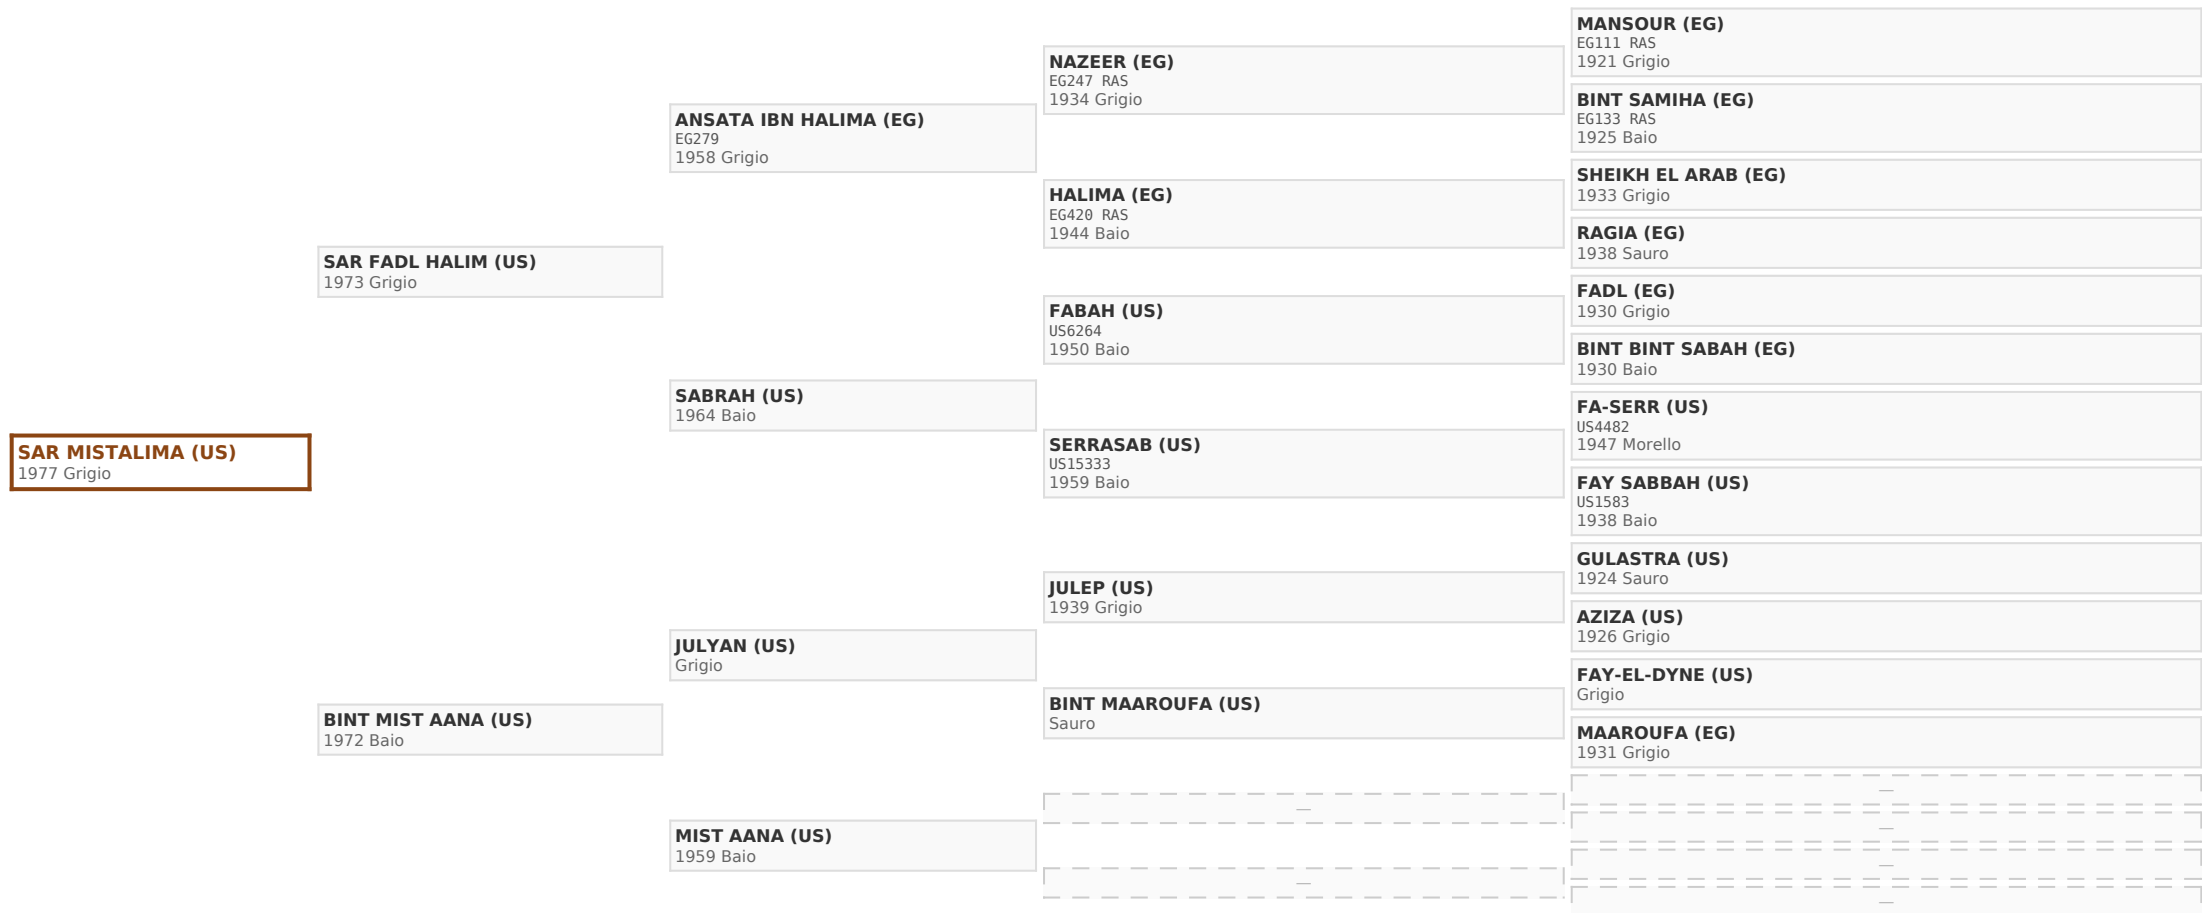 SAR MISTALIMA (US)
1977 Grigio
SAR FADL HALIM (US)
1973 Grigio
BINT MIST AANA (US)
1972 Baio
ANSATA IBN HALIMA (EG)
EG279
1958 Grigio
SABRAH (US)
1964 Baio
JULYAN (US)
Grigio
MIST AANA (US)
1959 Baio
NAZEER (EG)
EG247 RAS
1934 Grigio
HALIMA (EG)
EG420 RAS
1944 Baio
FABAH (US)
US6264
1950 Baio
SERRASAB (US)
US15333
1959 Baio
JULEP (US)
1939 Grigio
BINT MAAROUFA (US)
Sauro
—
—
MANSOUR (EG)
EG111 RAS
1921 Grigio
BINT SAMIHA (EG)
EG133 RAS
1925 Baio
SHEIKH EL ARAB (EG)
1933 Grigio
RAGIA (EG)
1938 Sauro
FADL (EG)
1930 Grigio
BINT BINT SABAH (EG)
1930 Baio
FA-SERR (US)
US4482
1947 Morello
FAY SABBAH (US)
US1583
1938 Baio
GULASTRA (US)
1924 Sauro
AZIZA (US)
1926 Grigio
FAY-EL-DYNE (US)
Grigio
MAAROUFA (EG)
1931 Grigio
—
—
—
—